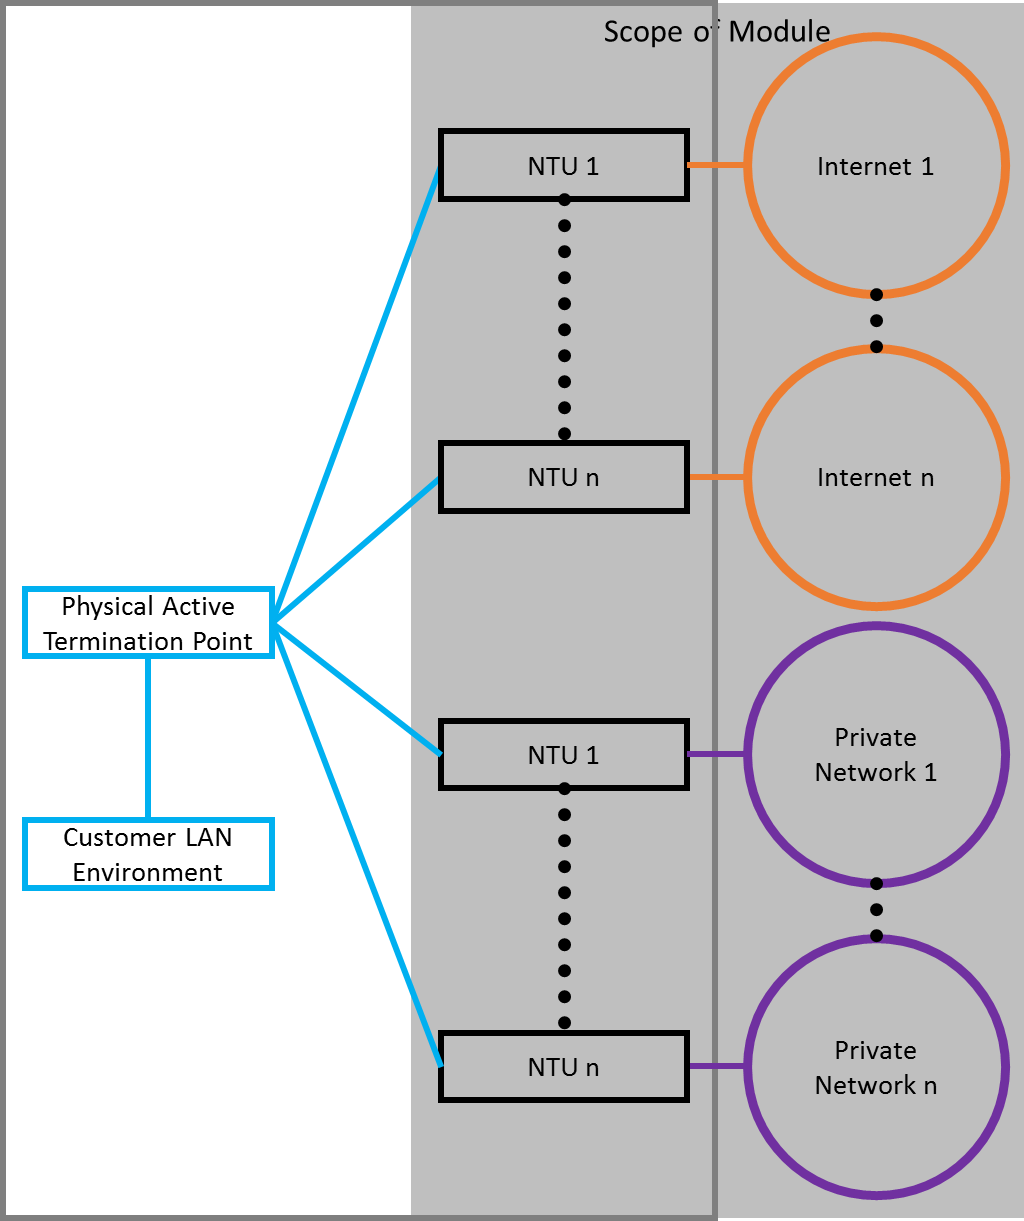 Scope of Module
NTU 1
Internet 1
NTU n
Internet n
Physical Active
Termination Point
NTU 1
Private
Network 1
Customer LAN
Environment
NTU n
Private
Network n